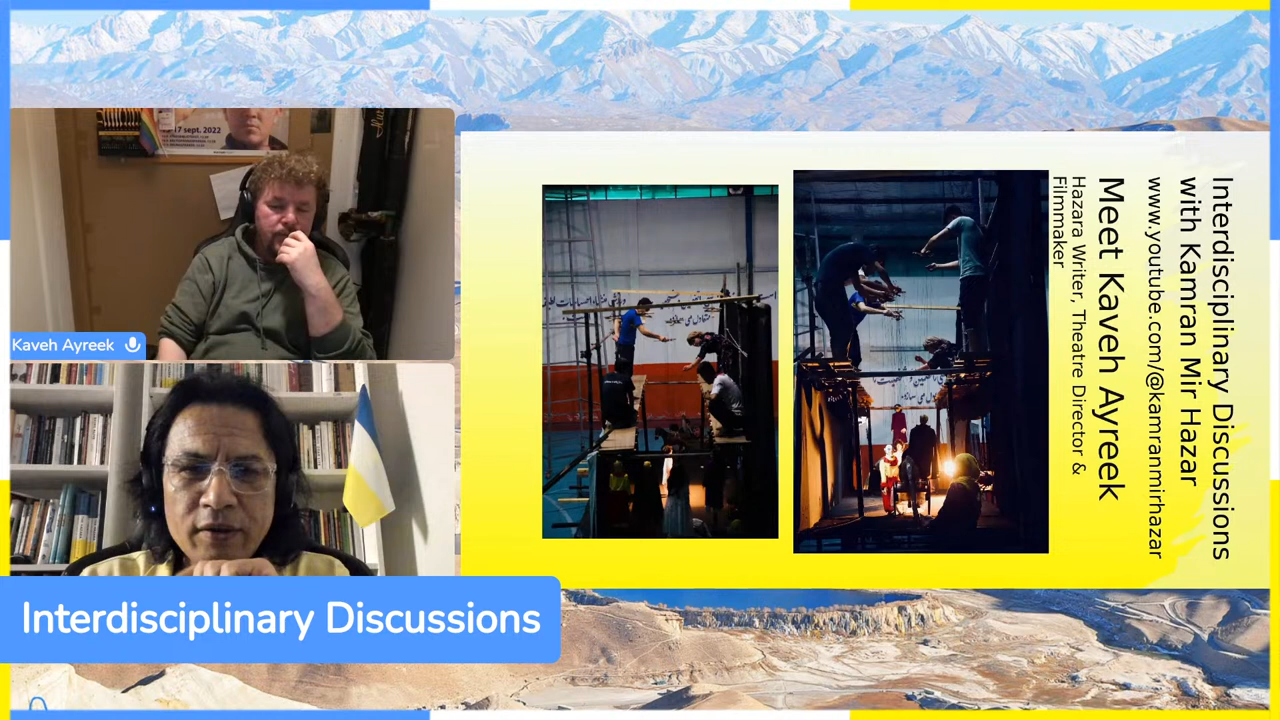 17 sept. 2022
Kaveh Ayreek
Interdisciplinary Discussions
Interdisciplinary Discussions
with Kamran Mir Hazar
www.youtube.com/@kamranmirhazar
Meet Kaveh Ayreek
Hazara Writer, Theatre Director &
Filmmaker